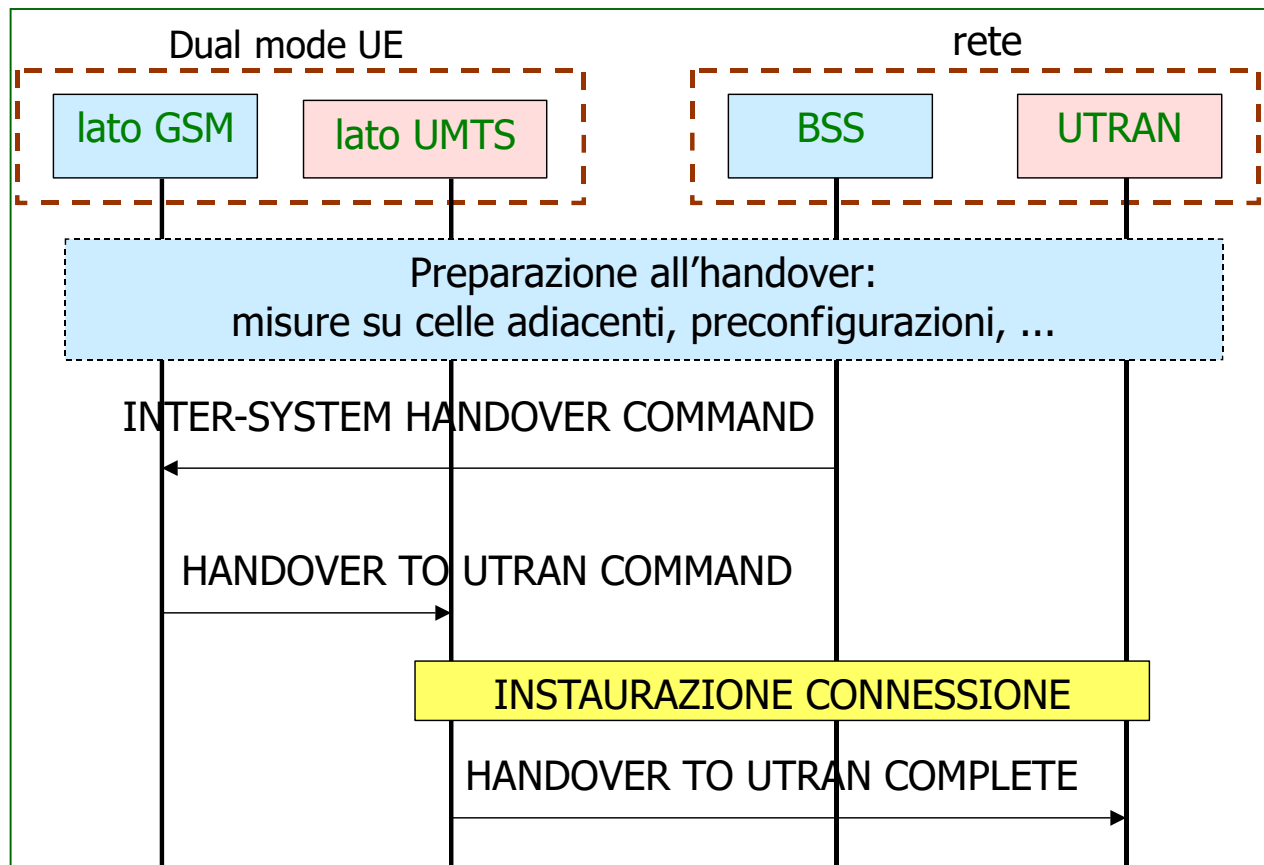 Dual mode UE
rete
lato GSM
lato UMTS
BSS
UTRAN
Preparazione all’handover:
misure su celle adiacenti, preconfigurazioni, ...
INTER-SYSTEM HANDOVER COMMAND
HANDOVER TO UTRAN COMMAND
INSTAURAZIONE CONNESSIONE
HANDOVER TO UTRAN COMPLETE